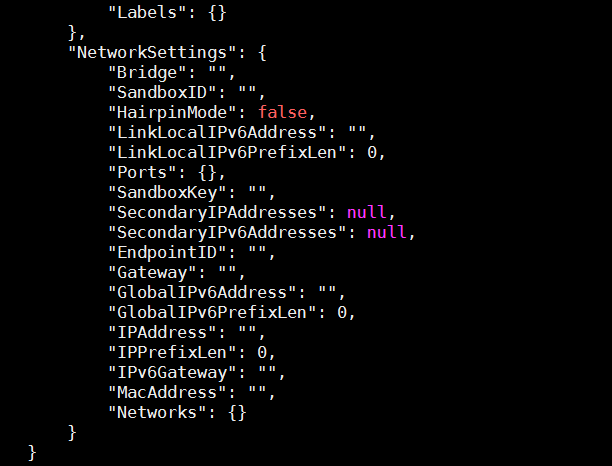 "Labels": {}
        },
        "NetworkSettings": {
            "Bridge": "",
            "SandboxID": "",
            "HairpinMode": false,
            "LinkLocalIPv6Address": "",
            "LinkLocalIPv6PrefixLen": 0,
            "Ports": {},
            "SandboxKey": "",
            "SecondaryIPAddresses": null,
            "SecondaryIPv6Addresses": null,
            "EndpointID": "",
            "Gateway": "",
            "GlobalIPv6Address": "",
            "GlobalIPv6PrefixLen": 0,
            "IPAddress": "",
            "IPPrefixLen": 0,
            "IPv6Gateway": "",
            "MacAddress": "",
            "Networks": {}
        }
    }